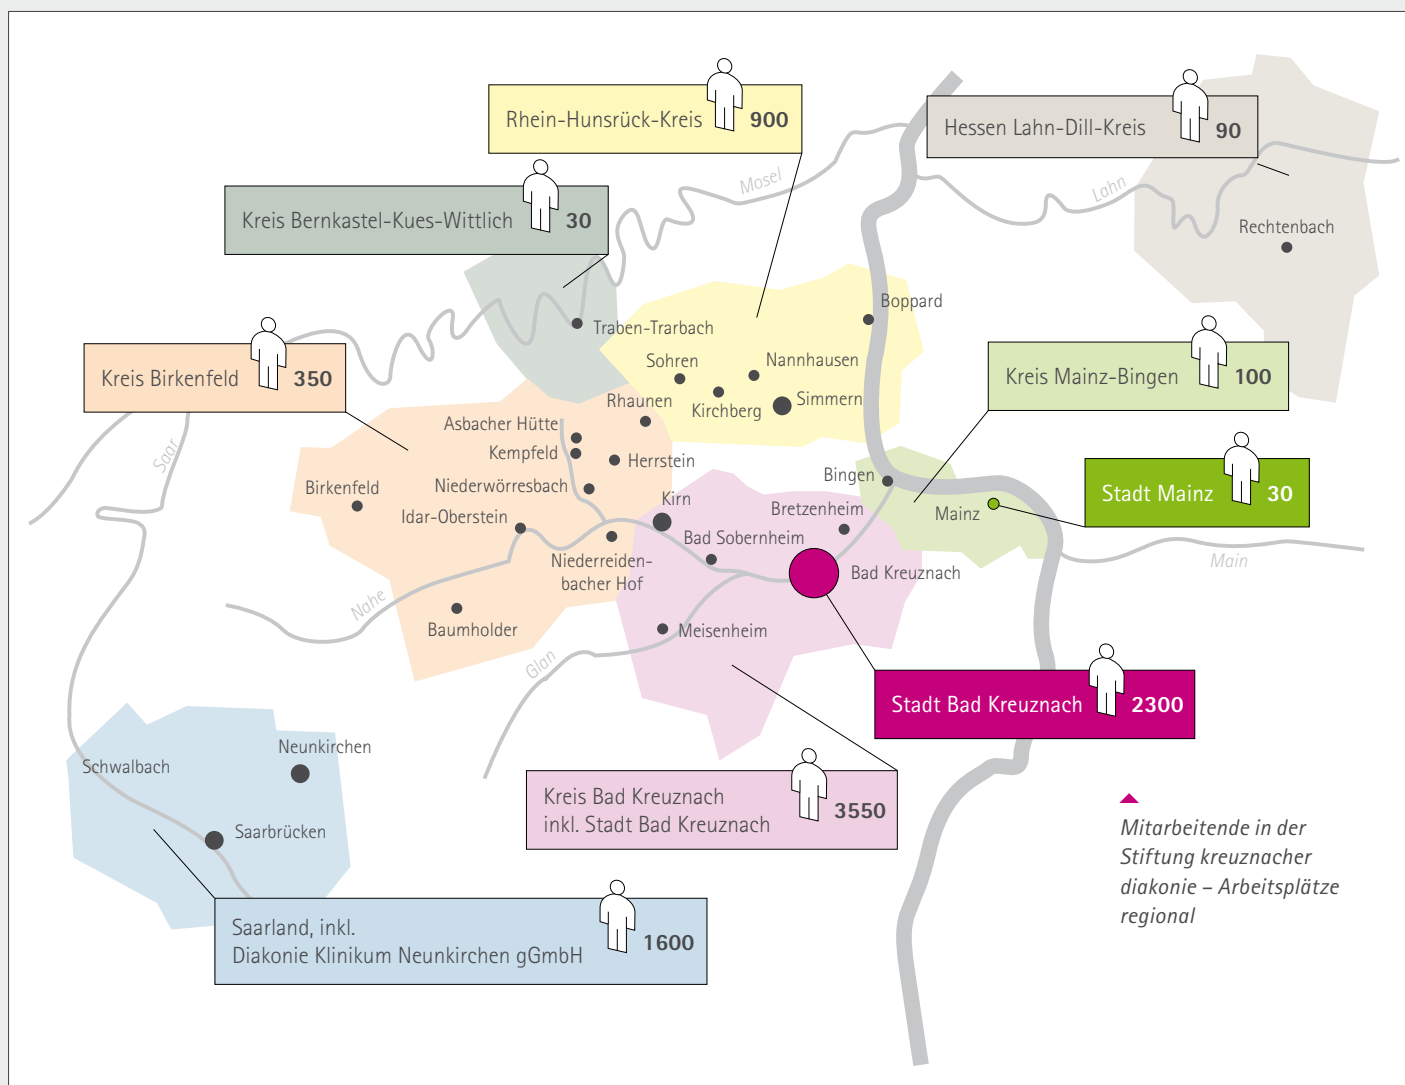 Rhein-Hunsrück-Kreis 900
Hessen Lahn-Dill-Kreis 90
Mosel
Lahn
Kreis Bernkastel-Kues-Wittlich 30
Rechtenbach
Boppard
Traben-Trarbach
Kreis Birkenfeld 350
Sohren
Nannhausen
Kirchberg
Simmern
Kreis Mainz-Bingen 100
Rhaunen
Asbacher Hütte
Kempfeld
Herrstein
Saar
Birkenfeld
Niederwörresbach
Idar-Oberstein
Kirn
Bingen
Bretzenheim
Mainz
Stadt Mainz 30
Bad Sobernheim
Niederreiden-
bacher Hof
Bad Kreuznach
Main
Nahe
Baumholder
Meisenheim
Glan
Stadt Bad Kreuznach 2300
Neunkirchen
Schwalbach
Saarbrücken
Kreis Bad Kreuznach
inkl. Stadt Bad Kreuznach 3550
Mitarbeitende in der
Stiftung kreuznacher
diakonie – Arbeitsplätze
regional
Saarland, inkl.
Diakonie Klinikum Neunkirchen gGmbH 1600